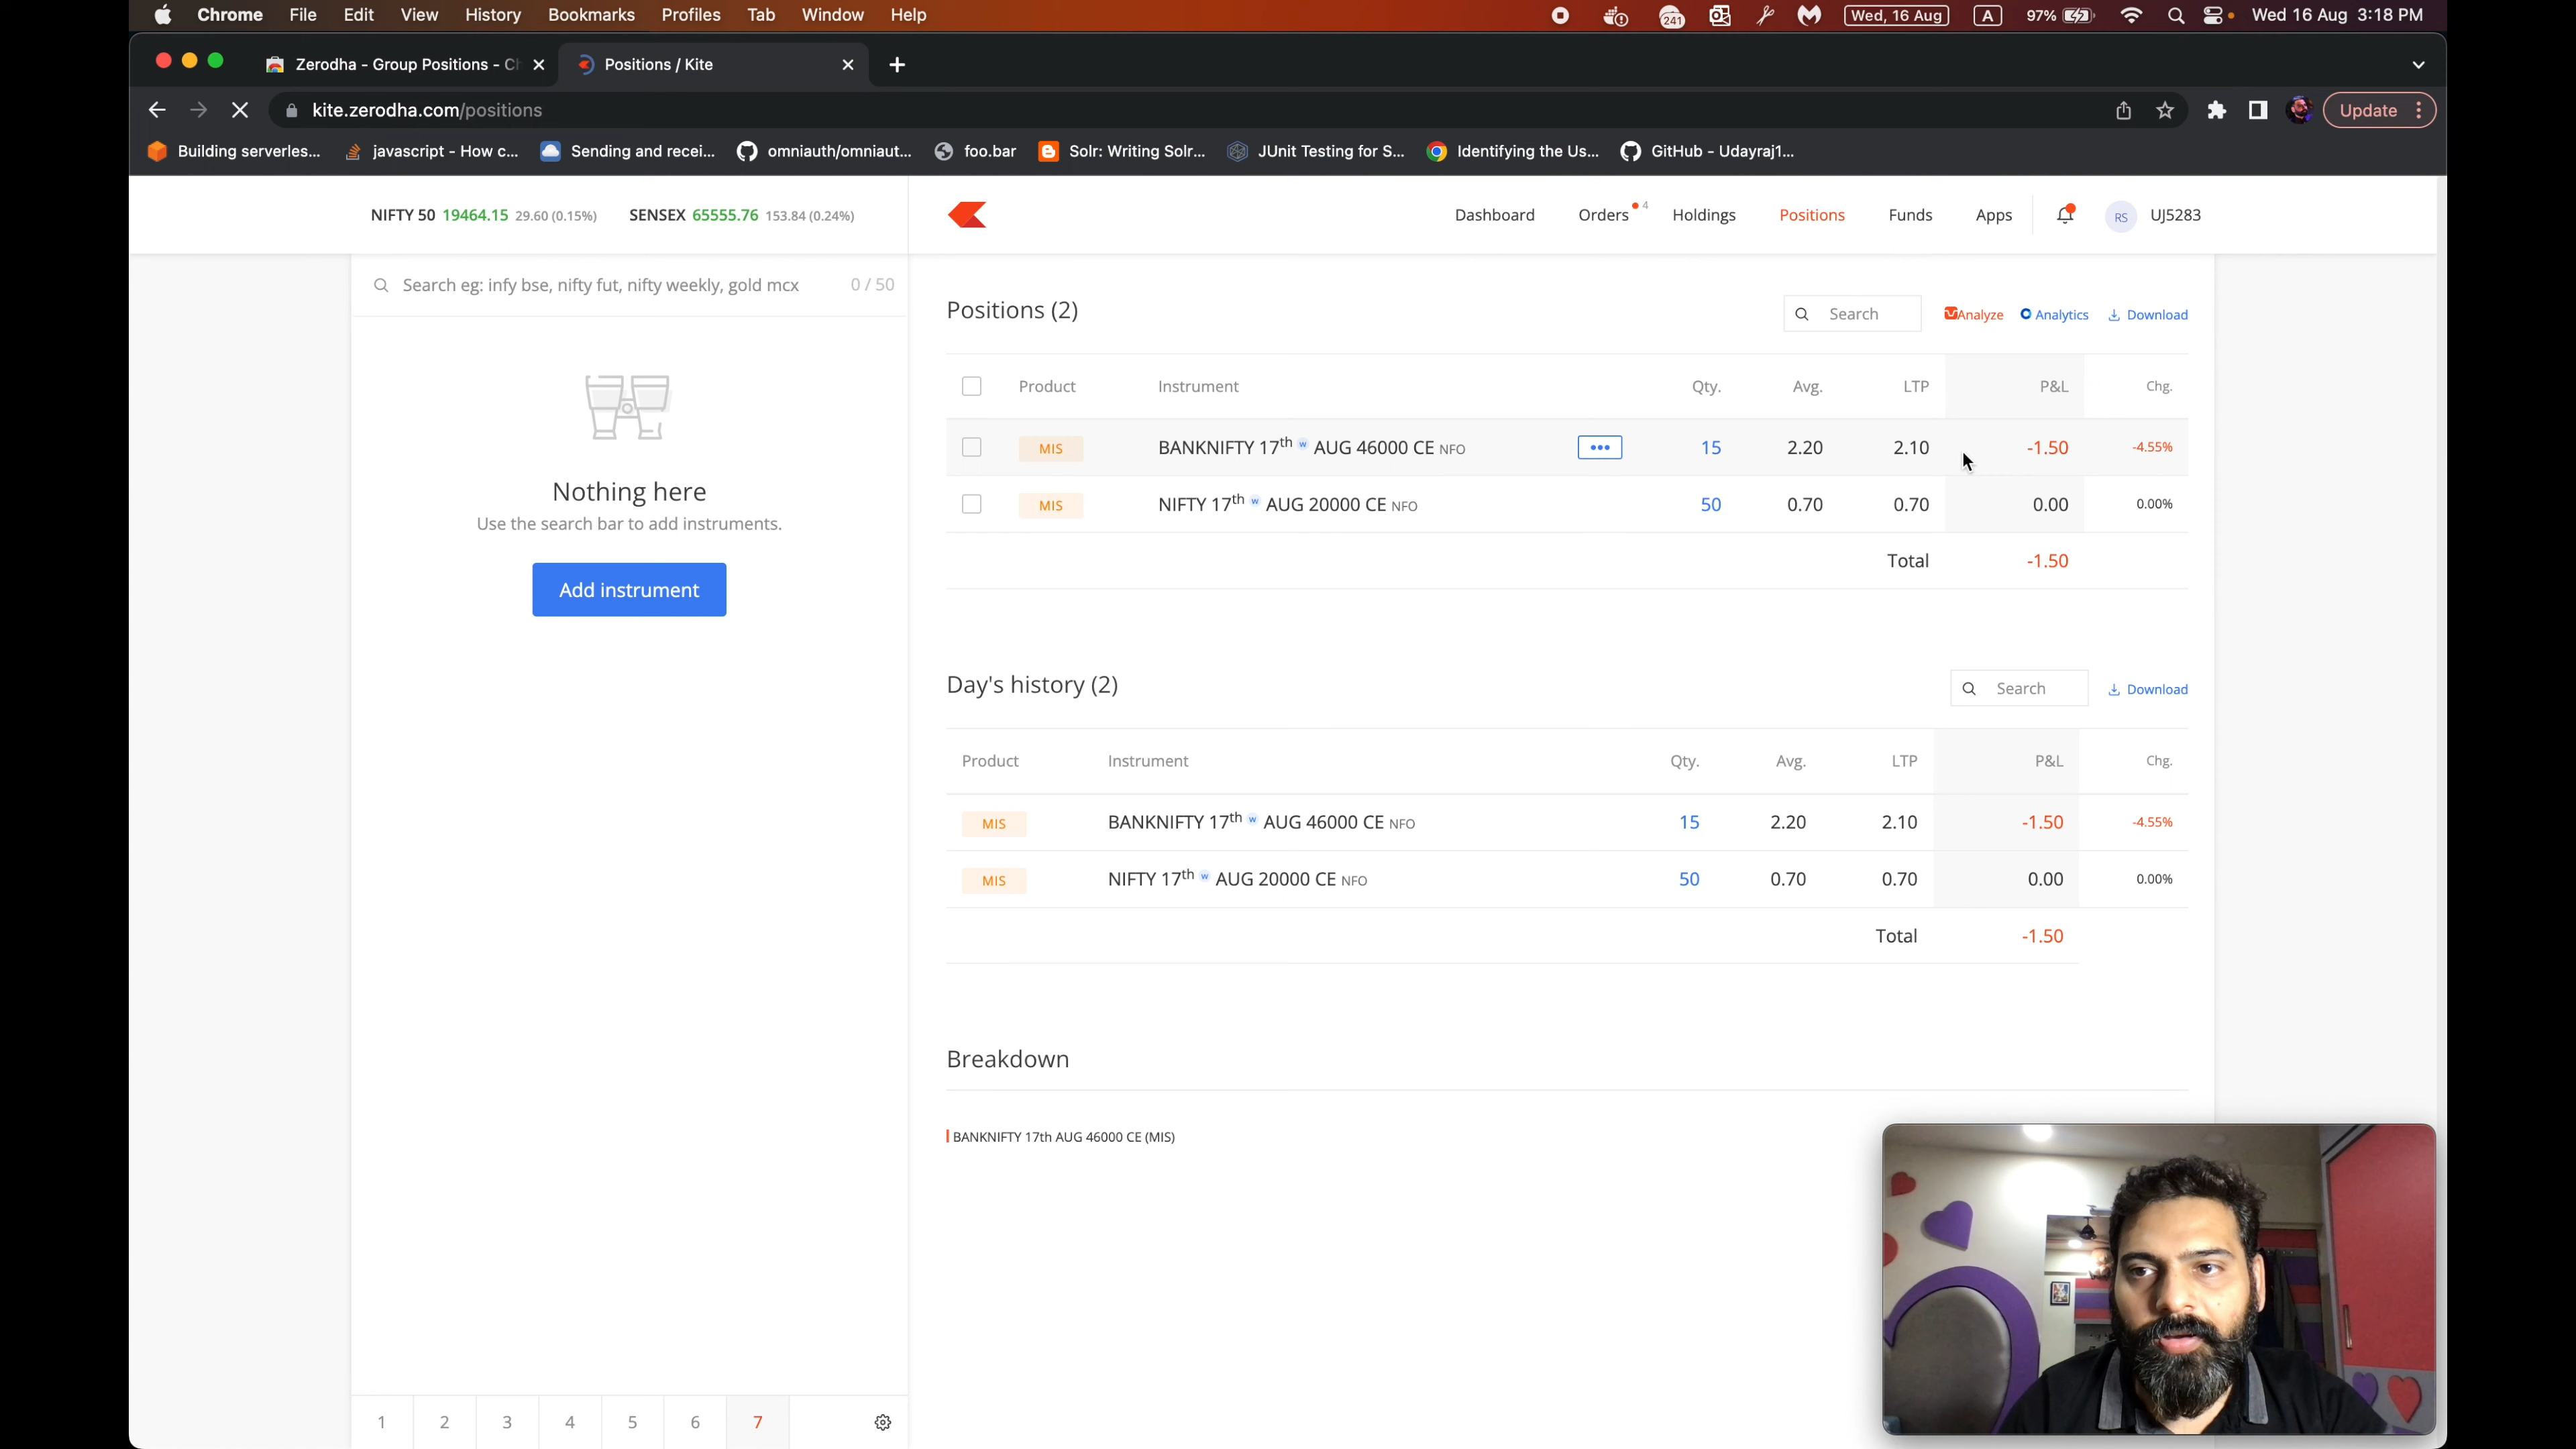 Chrome File Edit View History Bookmarks Profiles Tab Window Help 241 Wed, 16 Aug A 97% Wed 16 Aug 3:18 PM
Zerodha - Group Positions - Ch Positions / Kite
kite.zerodha.com/positions Update
Building serverles... javascript - How c... Sending and recei... omniauth/omniaut... foo.bar Solr: Writing Solr... JUnit Testing for S... Identifying the Us... GitHub - Udayraj1...
NIFTY 50 19464.15 29.60 (0.15%) SENSEX 65555.76 153.84 (0.24%) Dashboard Orders 4 Holdings Positions Funds Apps RS UJ5283
Search eg: infy bse, nifty fut, nifty weekly, gold mcx 0 / 50
Nothing here
Use the search bar to add instruments.
Add instrument
Positions (2) Search Analyze Analytics Download
Product Instrument Qty. Avg. LTP P&L Chg.
MIS BANKNIFTY 17th w AUG 46000 CE NFO ••• 15 2.20 2.10 -1.50 -4.55%
MIS NIFTY 17th w AUG 20000 CE NFO 50 0.70 0.70 0.00 0.00%
Total -1.50
Day's history (2) Search Download
Product Instrument Qty. Avg. LTP P&L Chg.
MIS BANKNIFTY 17th w AUG 46000 CE NFO 15 2.20 2.10 -1.50 -4.55%
MIS NIFTY 17th w AUG 20000 CE NFO 50 0.70 0.70 0.00 0.00%
Total -1.50
Breakdown
BANKNIFTY 17th AUG 46000 CE (MIS)
1 2 3 4 5 6 7